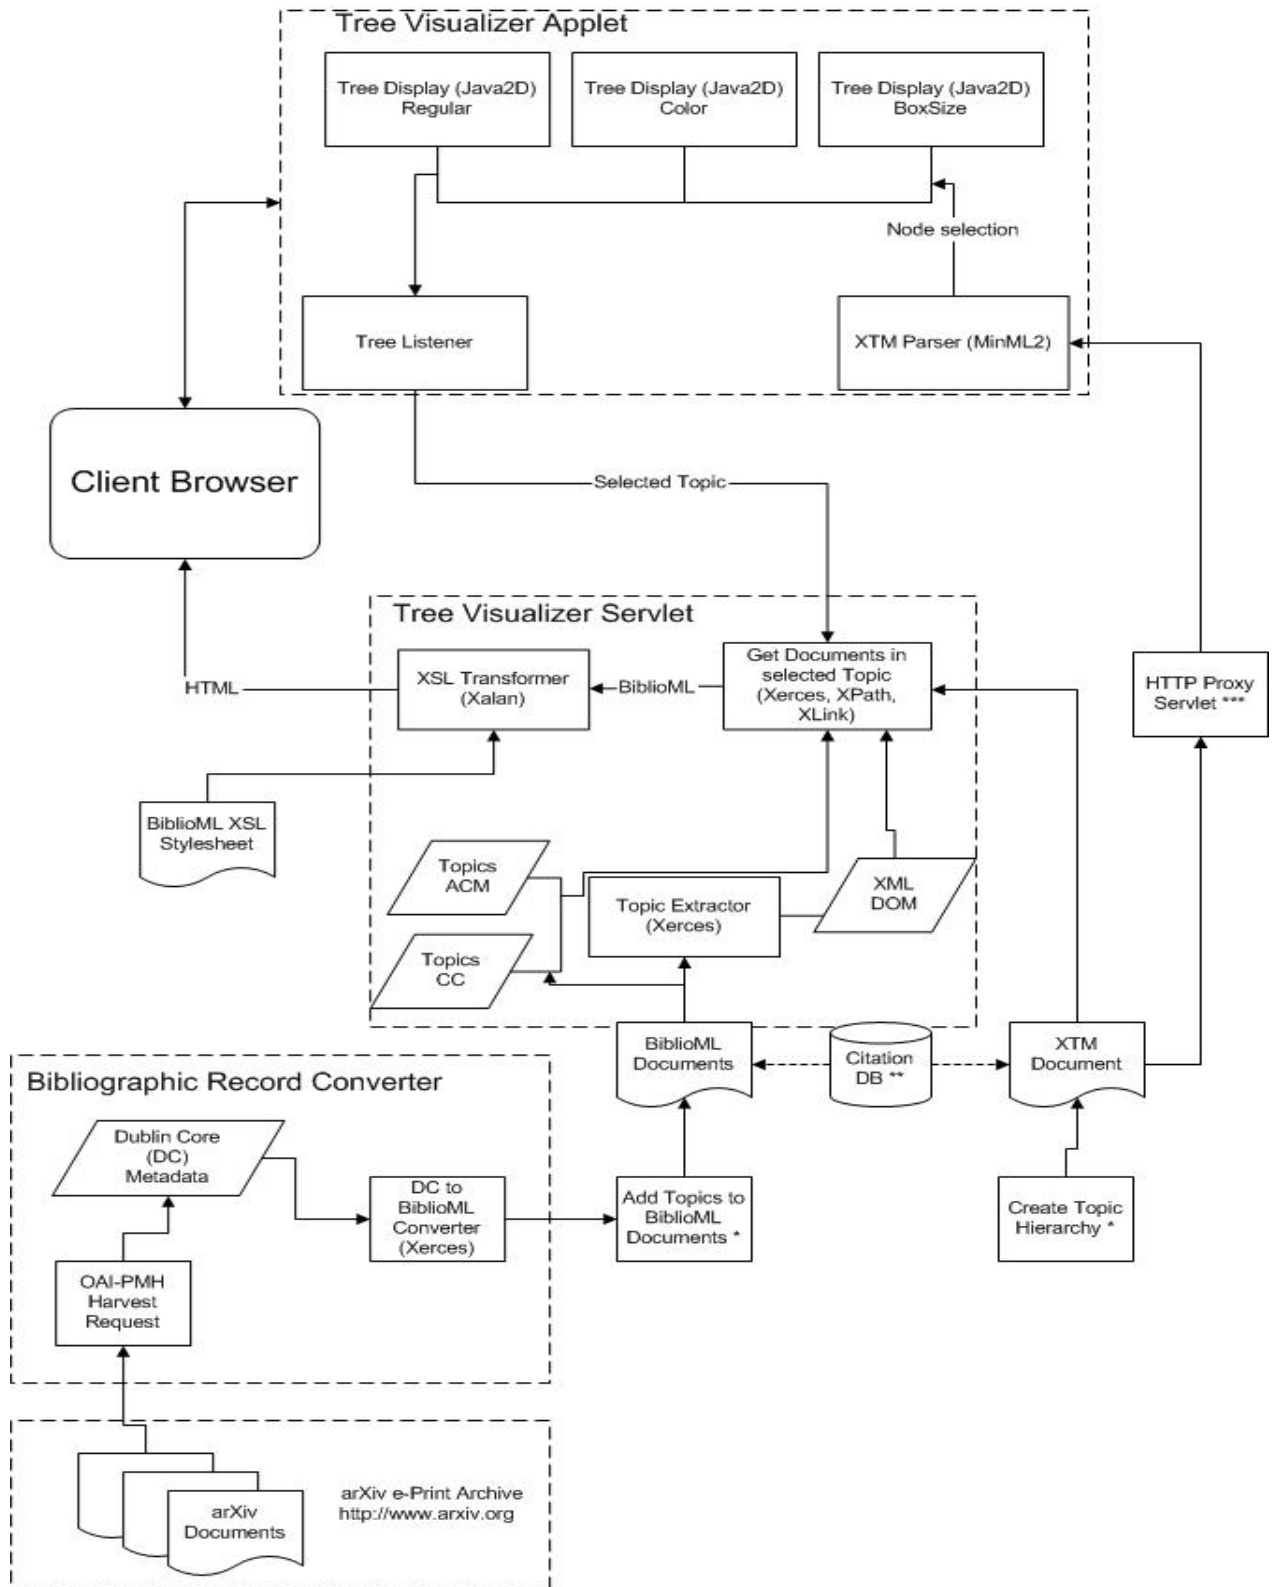 Tree Visualizer Applet
Tree Display (Java2D)
Regular
Tree Display (Java2D)
Color
Tree Display (Java2D)
BoxSize
Node selection
Tree Listener
XTM Parser (MinML2)
Client Browser
Selected Topic
Tree Visualizer Servlet
HTML
XSL Transformer
(Xalan)
BiblioML
Get Documents in
selected Topic
(Xerces, XPath,
XLink)
HTTP Proxy
Servlet ***
BiblioML XSL
Stylesheet
Topics
ACM
Topic Extractor
(Xerces)
XML
DOM
Topics
CC
BiblioML
Documents
Citation
DB **
XTM
Document
Bibliographic Record Converter
Dublin Core
(DC)
Metadata
DC to
BiblioML
Converter
(Xerces)
Add Topics to
BiblioML
Documents *
Create Topic
Hierarchy *
OAI-PMH
Harvest
Request
arXiv
Documents
arXiv e-Print Archive
http://www.arxiv.org